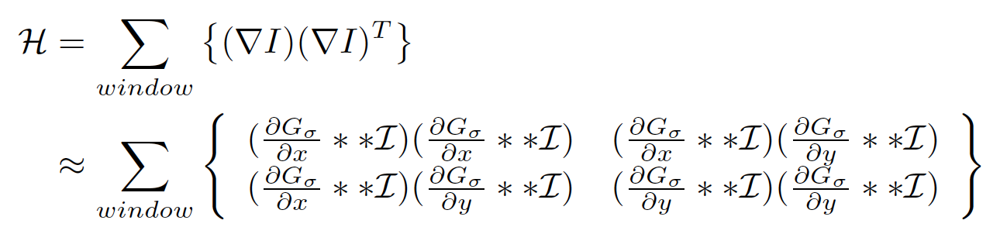 ℋ = ∑_{window} {(∇I)(∇I)^T}
≈ ∑_{window} { (∂G_σ/∂x ∗∗ℐ)(∂G_σ/∂x ∗∗ℐ) (∂G_σ/∂x ∗∗ℐ)(∂G_σ/∂y ∗∗ℐ)
(∂G_σ/∂x ∗∗ℐ)(∂G_σ/∂y ∗∗ℐ) (∂G_σ/∂y ∗∗ℐ)(∂G_σ/∂y ∗∗ℐ) }